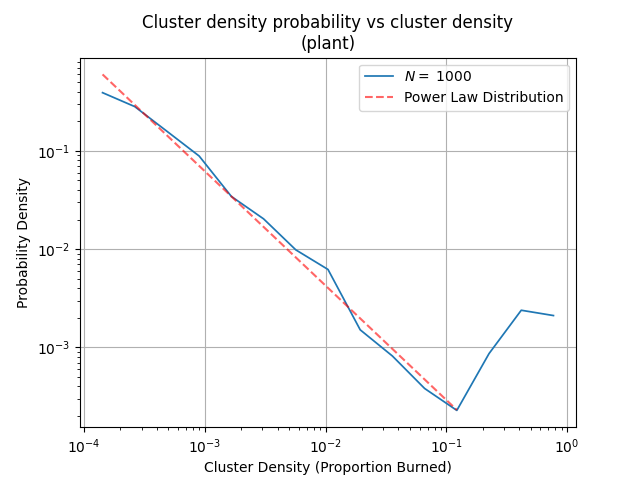 Cluster density probability vs cluster density
(plant)
N = 1000
Power Law Distribution
Probability Density
10⁻¹
10⁻²
10⁻³
10⁻⁴
10⁻³
10⁻²
10⁻¹
10⁰
Cluster Density (Proportion Burned)